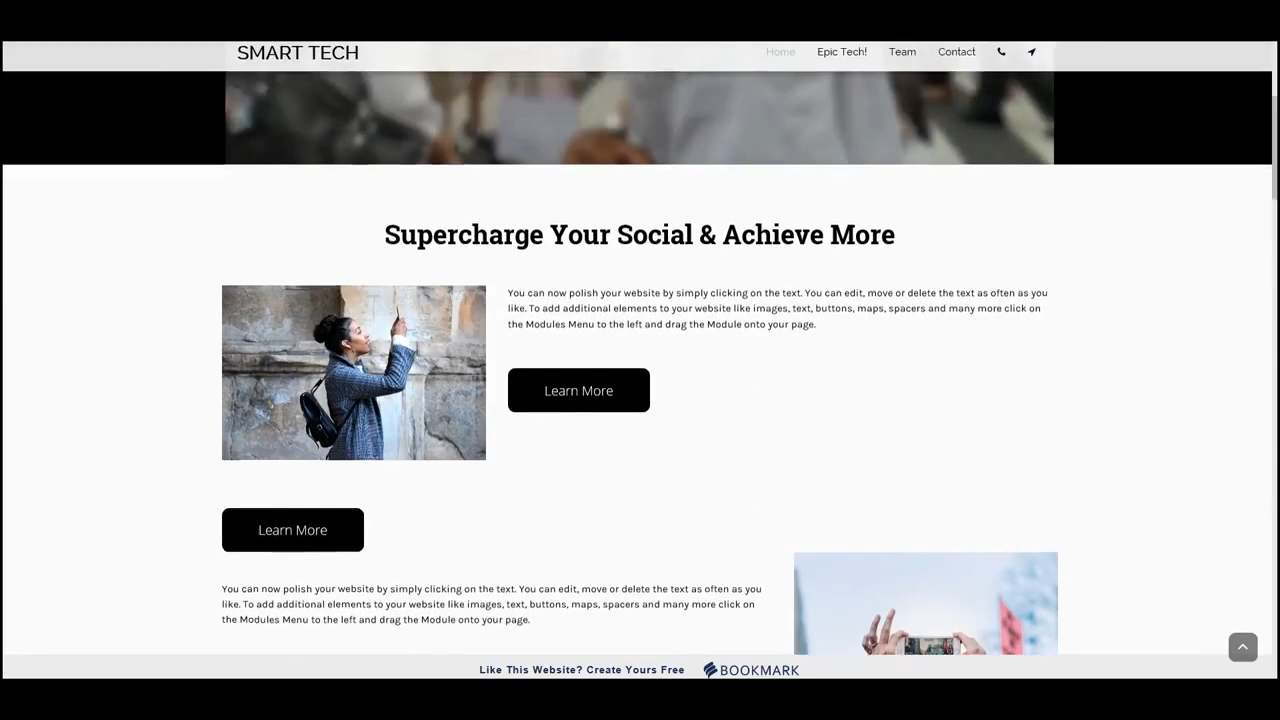 SMART TECH
Home Epic Tech! Team Contact
Supercharge Your Social & Achieve More
You can now polish your website by simply clicking on the text. You can edit, move or delete the text as often as you
like. To add additional elements to your website like images, text, buttons, maps, spacers and many more click on
the Modules Menu to the left and drag the Module onto your page.
Learn More
Learn More
You can now polish your website by simply clicking on the text. You can edit, move or delete the text as often as you
like. To add additional elements to your website like images, text, buttons, maps, spacers and many more click on
the Modules Menu to the left and drag the Module onto your page.
Like This Website? Create Yours Free BOOKMARK